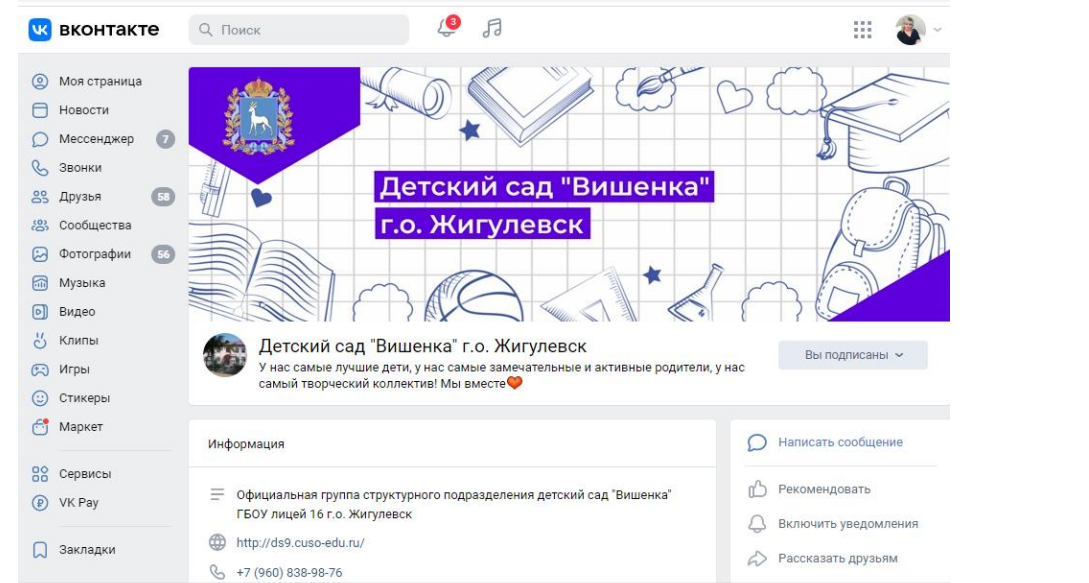 вконтакте
Поиск
3
Моя страница
Новости
Мессенджер 7
Звонки
Друзья 58
Сообщества
Фотографии 56
Музыка
Видео
Клипы
Игры
Стикеры
Маркет
Сервисы
VK Pay
Закладки
Детский сад "Вишенка"
г.о. Жигулевск
Детский сад "Вишенка" г.о. Жигулевск
У нас самые лучшие дети, у нас самые замечательные и активные родители, у нас
самый творческий коллектив! Мы вместе❤️
Вы подписаны
Информация
Официальная группа структурного подразделения детский сад "Вишенка"
ГБОУ лицей 16 г.о. Жигулевск
http://ds9.cuso-edu.ru/
+7 (960) 838-98-76
Написать сообщение
Рекомендовать
Включить уведомления
Рассказать друзьям